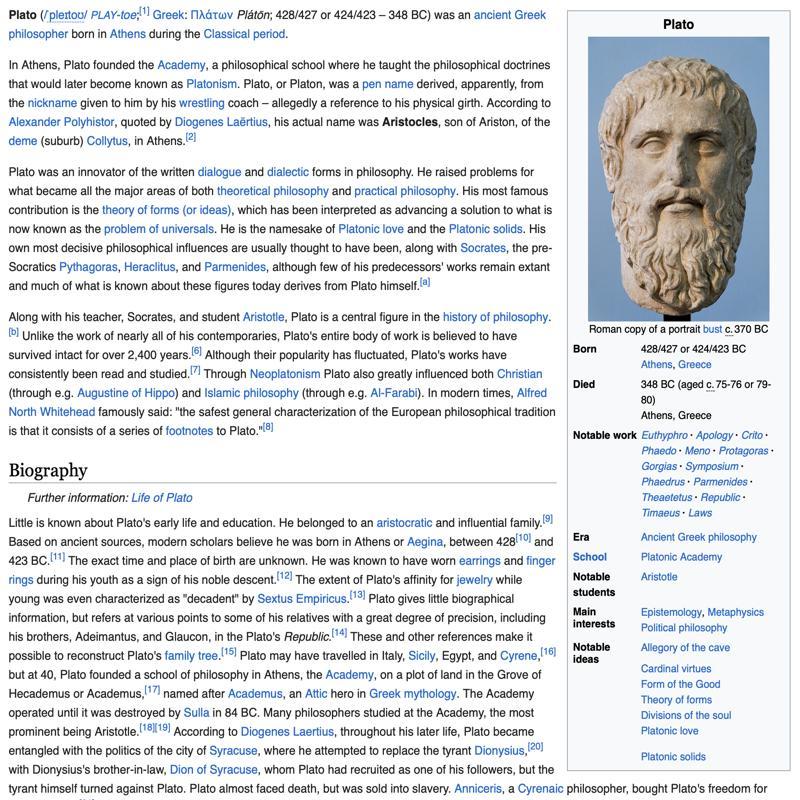 Plato (/ˈpleɪtoʊ/ PLAY-toe;[1] Greek: Πλάτων Plátōn; 428/427 or 424/423 – 348 BC) was an ancient Greek
philosopher born in Athens during the Classical period.
In Athens, Plato founded the Academy, a philosophical school where he taught the philosophical doctrines
that would later become known as Platonism. Plato, or Platon, was a pen name derived, apparently, from
the nickname given to him by his wrestling coach – allegedly a reference to his physical girth. According to
Alexander Polyhistor, quoted by Diogenes Laërtius, his actual name was Aristocles, son of Ariston, of the
deme (suburb) Collytus, in Athens.[2]
Plato was an innovator of the written dialogue and dialectic forms in philosophy. He raised problems for
what became all the major areas of both theoretical philosophy and practical philosophy. His most famous
contribution is the theory of forms (or ideas), which has been interpreted as advancing a solution to what is
now known as the problem of universals. He is the namesake of Platonic love and the Platonic solids. His
own most decisive philosophical influences are usually thought to have been, along with Socrates, the pre-
Socratics Pythagoras, Heraclitus, and Parmenides, although few of his predecessors' works remain extant
and much of what is known about these figures today derives from Plato himself.[a]
Along with his teacher, Socrates, and student Aristotle, Plato is a central figure in the history of philosophy.
[b] Unlike the work of nearly all of his contemporaries, Plato's entire body of work is believed to have
survived intact for over 2,400 years.[6] Although their popularity has fluctuated, Plato's works have
consistently been read and studied.[7] Through Neoplatonism Plato also greatly influenced both Christian
(through e.g. Augustine of Hippo) and Islamic philosophy (through e.g. Al-Farabi). In modern times, Alfred
North Whitehead famously said: "the safest general characterization of the European philosophical tradition
is that it consists of a series of footnotes to Plato."[8]
Biography
Further information: Life of Plato
Little is known about Plato's early life and education. He belonged to an aristocratic and influential family.[9]
Based on ancient sources, modern scholars believe he was born in Athens or Aegina, between 428[10] and
423 BC.[11] The exact time and place of birth are unknown. He was known to have worn earrings and finger
rings during his youth as a sign of his noble descent.[12] The extent of Plato's affinity for jewelry while
young was even characterized as "decadent" by Sextus Empiricus.[13] Plato gives little biographical
information, but refers at various points to some of his relatives with a great degree of precision, including
his brothers, Adeimantus, and Glaucon, in the Plato's Republic.[14] These and other references make it
possible to reconstruct Plato's family tree.[15] Plato may have travelled in Italy, Sicily, Egypt, and Cyrene,[16]
but at 40, Plato founded a school of philosophy in Athens, the Academy, on a plot of land in the Grove of
Hecademus or Academus,[17] named after Academus, an Attic hero in Greek mythology. The Academy
operated until it was destroyed by Sulla in 84 BC. Many philosophers studied at the Academy, the most
prominent being Aristotle.[18][19] According to Diogenes Laertius, throughout his later life, Plato became
entangled with the politics of the city of Syracuse, where he attempted to replace the tyrant Dionysius,[20]
with Dionysius's brother-in-law, Dion of Syracuse, whom Plato had recruited as one of his followers, but the
tyrant himself turned against Plato. Plato almost faced death, but was sold into slavery. Anniceris, a Cyrenaic philosopher, bought Plato's freedom for
Plato
Roman copy of a portrait bust c. 370 BC
Born 428/427 or 424/423 BC
Athens, Greece
Died 348 BC (aged c. 75-76 or 79-
80)
Athens, Greece
Notable work Euthyphro · Apology · Crito ·
Phaedo · Meno · Protagoras ·
Gorgias · Symposium ·
Phaedrus · Parmenides ·
Theaetetus · Republic ·
Timaeus · Laws
Era Ancient Greek philosophy
School Platonic Academy
Notable Aristotle
students
Main Epistemology, Metaphysics
interests Political philosophy
Notable Allegory of the cave
ideas
Cardinal virtues
Form of the Good
Theory of forms
Divisions of the soul
Platonic love
Platonic solids